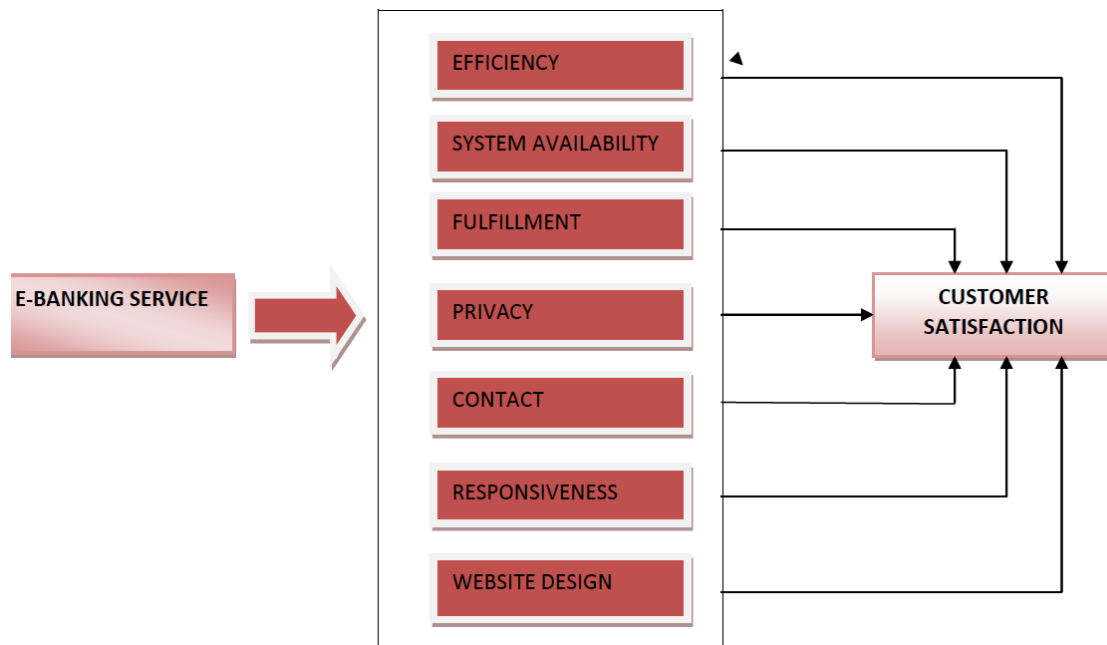 EFFICIENCY
SYSTEM AVAILABILITY
FULFILLMENT
E-BANKING SERVICE
PRIVACY
CUSTOMER
SATISFACTION
CONTACT
RESPONSIVENESS
WEBSITE DESIGN